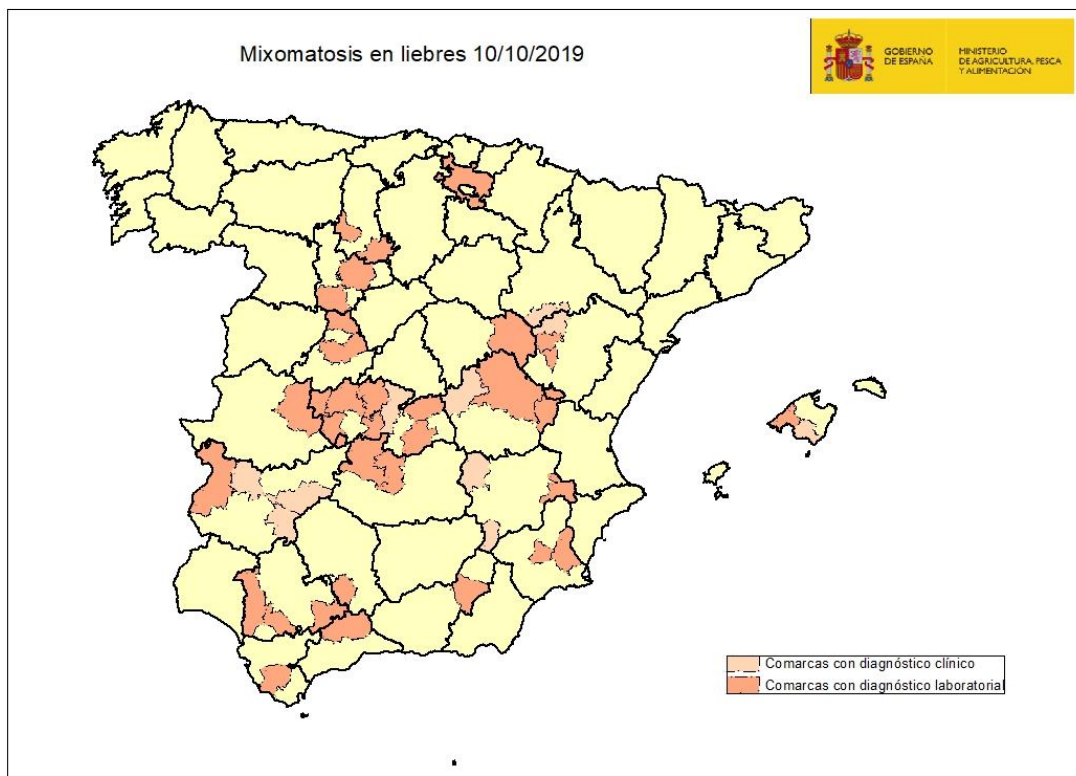 Mixomatosis en liebres 10/10/2019
GOBIERNO
DE ESPAÑA
MINISTERIO
DE AGRICULTURA, PESCA
Y ALIMENTACIÓN
Comarcas con diagnóstico clínico
Comarcas con diagnóstico laboratorial